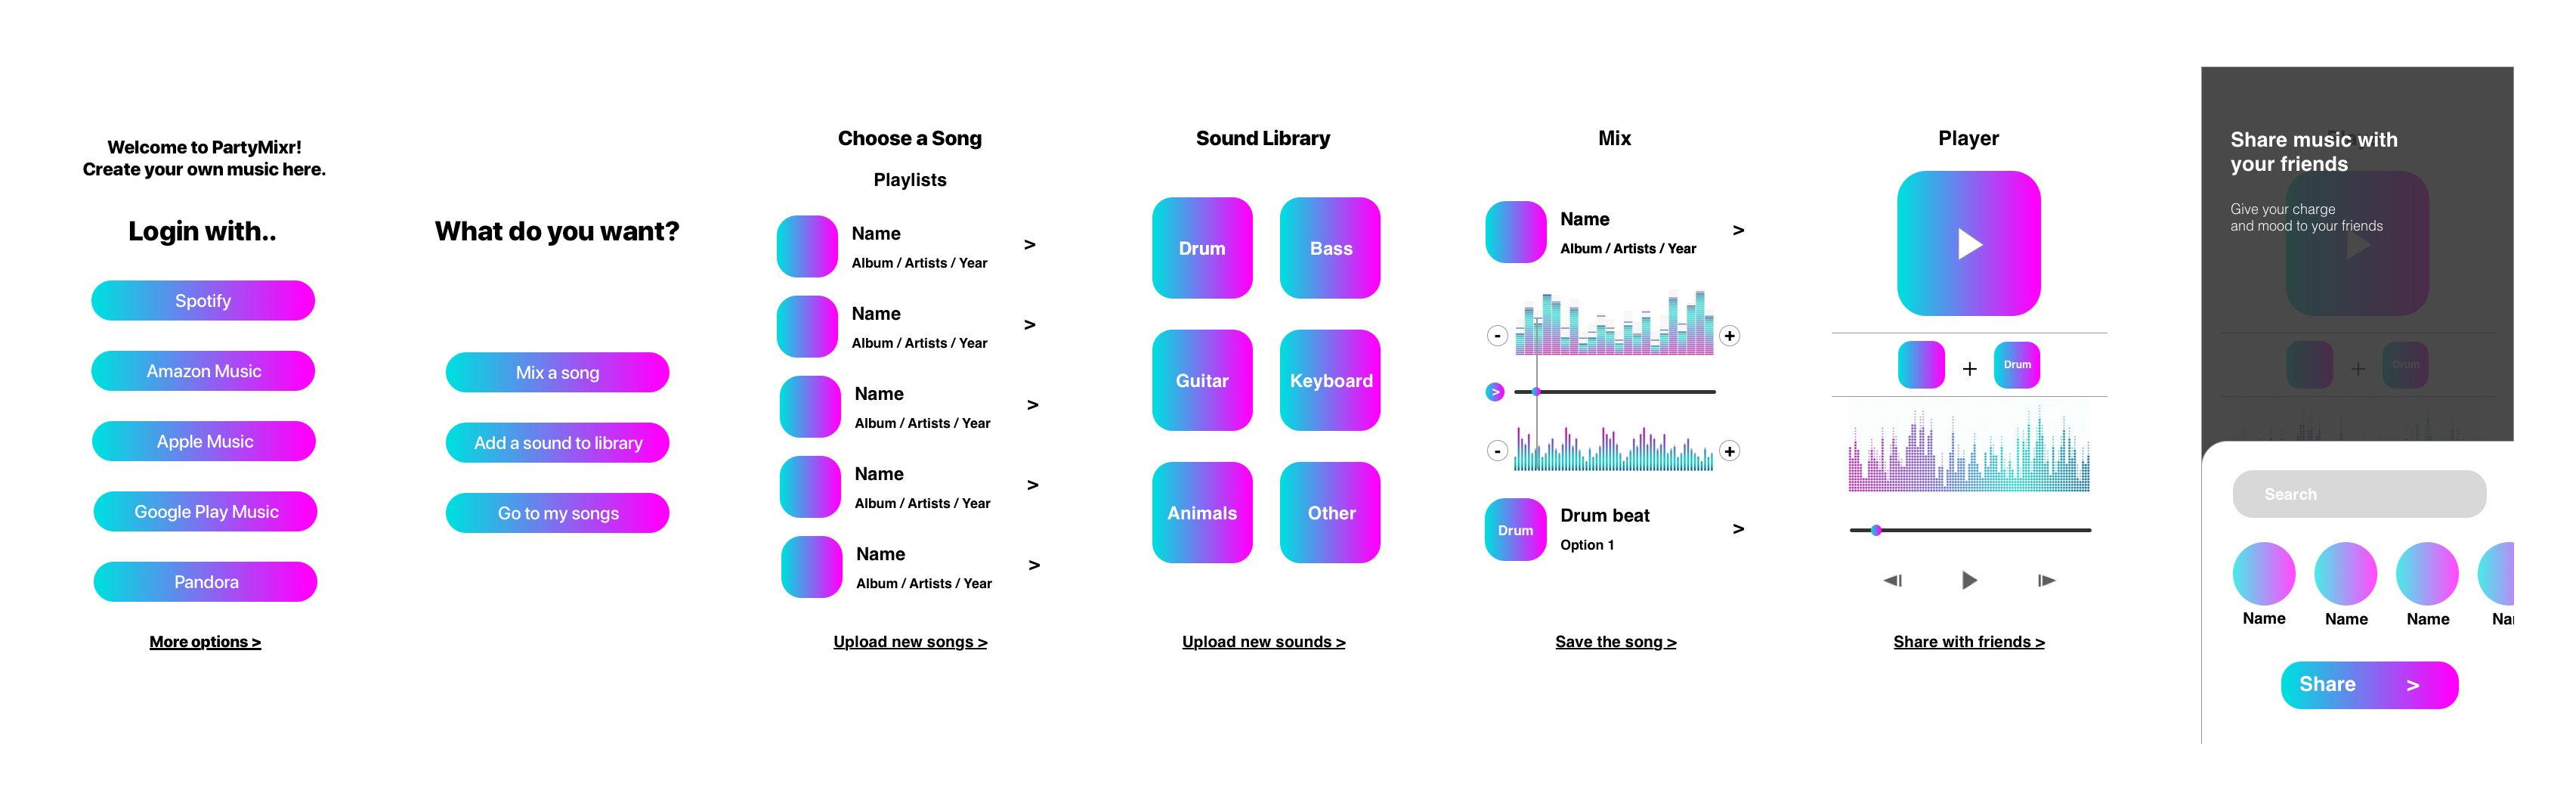 Welcome to PartyMixr!
Create your own music here.
Login with..
Spotify
Amazon Music
Apple Music
Google Play Music
Pandora
More options >
What do you want?
Mix a song
Add a sound to library
Go to my songs
Choose a Song
Playlists
Name
Album / Artists / Year
>
Name
Album / Artists / Year
>
Name
Album / Artists / Year
>
Name
Album / Artists / Year
>
Name
Album / Artists / Year
>
Upload new songs >
Sound Library
Drum
Bass
Guitar
Keyboard
Animals
Other
Upload new sounds >
Mix
Name
Album / Artists / Year
>
-
+
>
-
+
Drum
Drum beat
Option 1
>
Save the song >
Player
+
Drum
Share with friends >
Share music with
your friends
Give your charge
and mood to your friends
+
Drum
Search
Name
Name
Name
Na
Share >